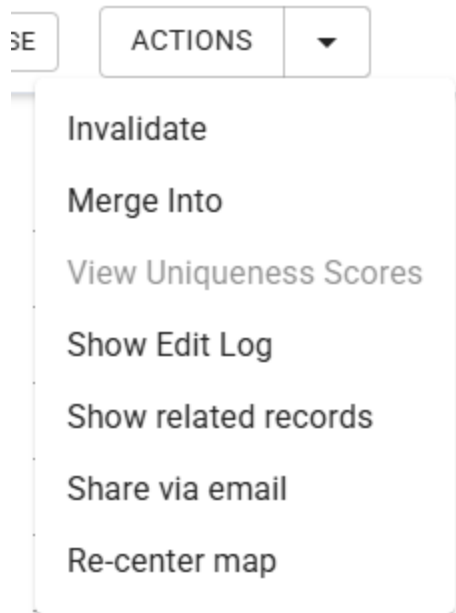 SE
ACTIONS
Invalidate
Merge Into
View Uniqueness Scores
Show Edit Log
Show related records
Share via email
Re-center map